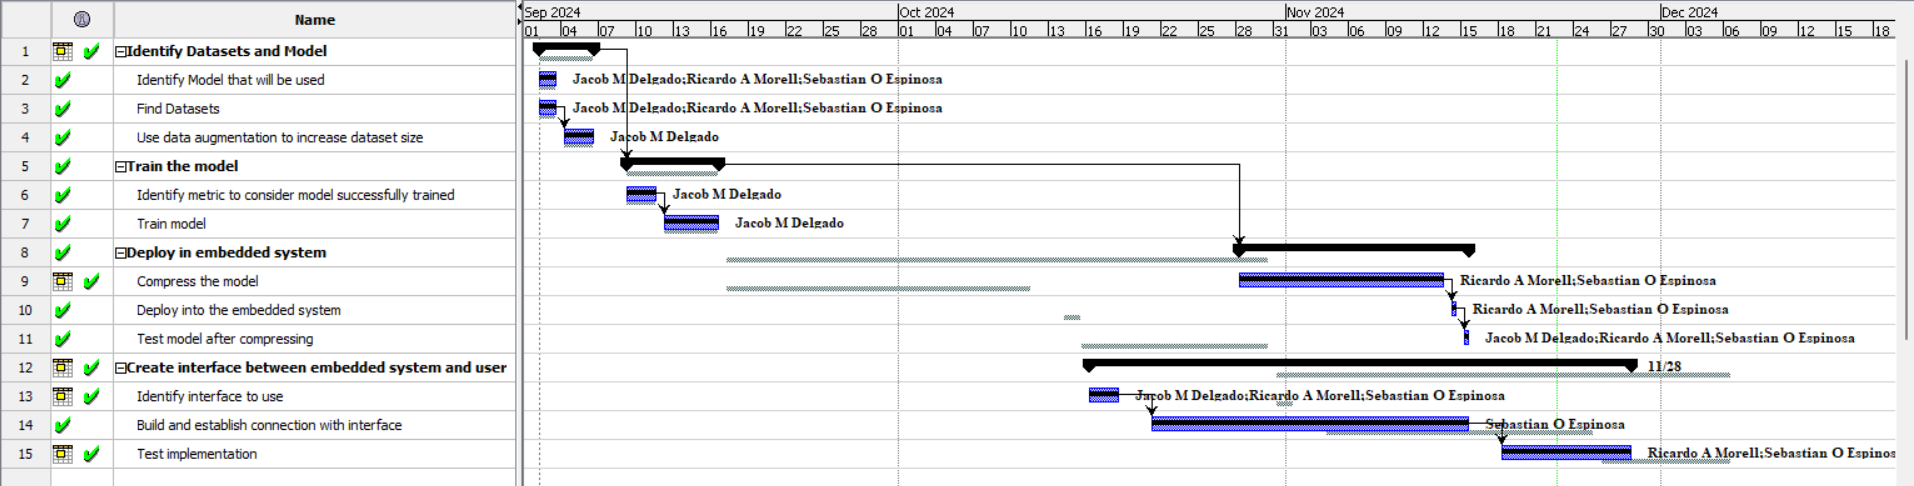 Name
Sep 2024 Oct 2024 Nov 2024 Dec 2024
01 04 07 10 13 16 19 22 25 28 01 04 07 10 13 16 19 22 25 28 03 06 09 12 15 18 21 24 27 30 03 06 09 12 15 18
1 Identify Datasets and Model
2 Identify Model that will be used Jacob M Delgado;Ricardo A Morell;Sebastian O Espinosa
3 Find Datasets Jacob M Delgado;Ricardo A Morell;Sebastian O Espinosa
4 Use data augmentation to increase dataset size Jacob M Delgado
5 Train the model
6 Identify metric to consider model successfully trained Jacob M Delgado
7 Train model Jacob M Delgado
8 Deploy in embedded system
9 Compress the model Ricardo A Morell;Sebastian O Espinosa
10 Deploy into the embedded system Ricardo A Morell;Sebastian O Espinosa
11 Test model after compressing Jacob M Delgado;Ricardo A Morell;Sebastian O Espinosa
12 Create interface between embedded system and user 11/28
13 Identify interface to use Jacob M Delgado;Ricardo A Morell;Sebastian O Espinosa
14 Build and establish connection with interface Sebastian O Espinosa
15 Test implementation Ricardo A Morell;Sebastian O Espinos